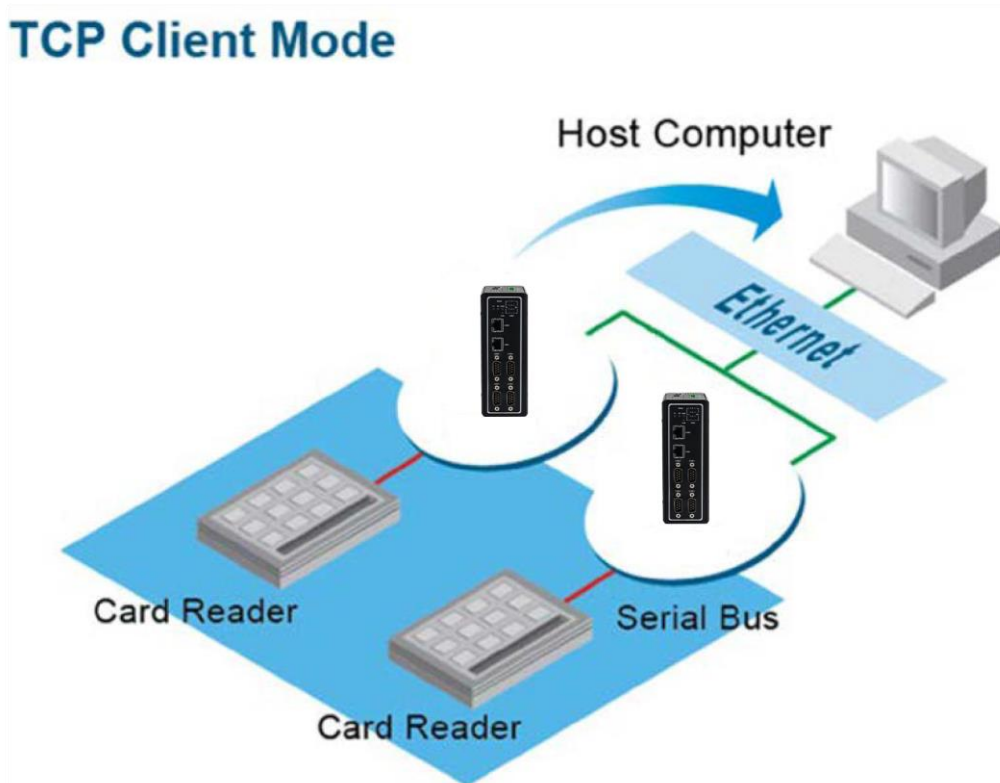 TCP Client Mode
Host Computer
Ethernet
Card Reader
Serial Bus
Card Reader